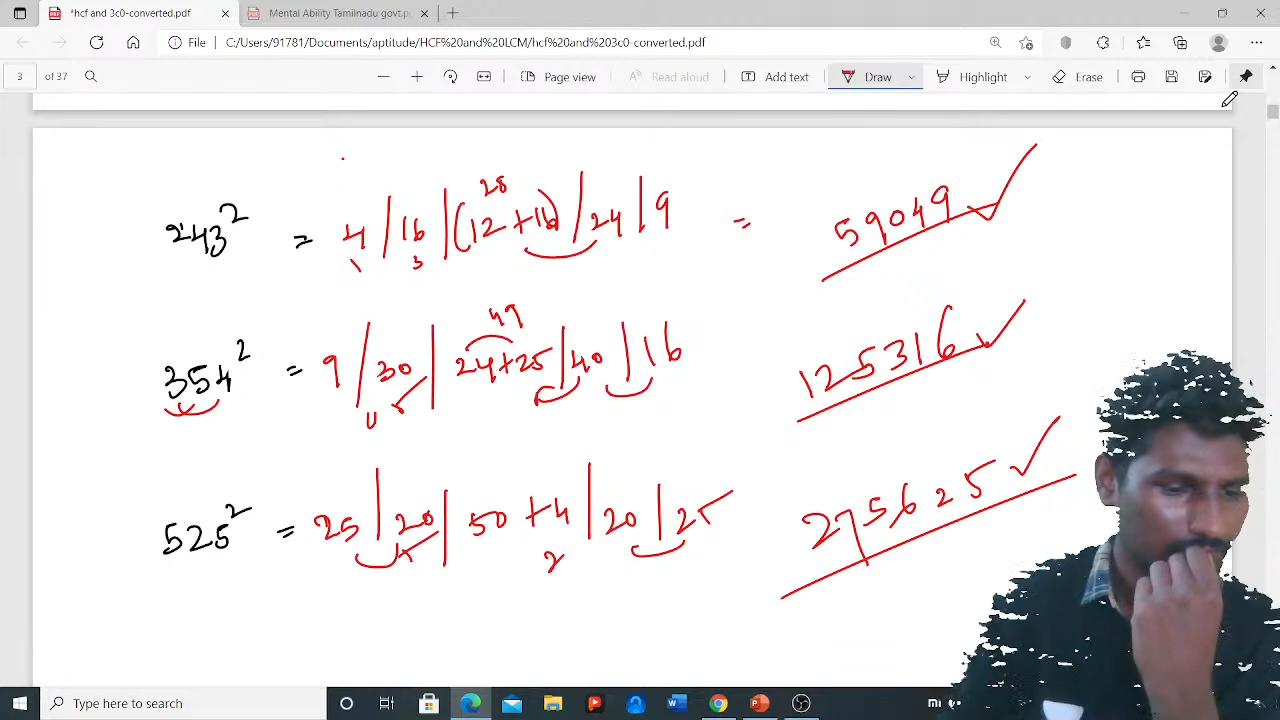 *hcf and 3c0-converted.pdf
Mental Ability Tamilnadu govt.p
File C:/Users/91781/Documents/aptitude/HCF%20and%20LCM/hcf%20and%203c0-converted.pdf
3 of 37 Page view Read aloud Add text Draw Highlight Erase
28
243² = 4 | 16 | (12 + 16) | 24 | 9 = 59049
1 3
49
354² = 9 | 30 | 24+25 | 40 | 16 125316
525² = 25 | 20 | 50 + 4 | 20 | 25 275625
2
Type here to search
mi